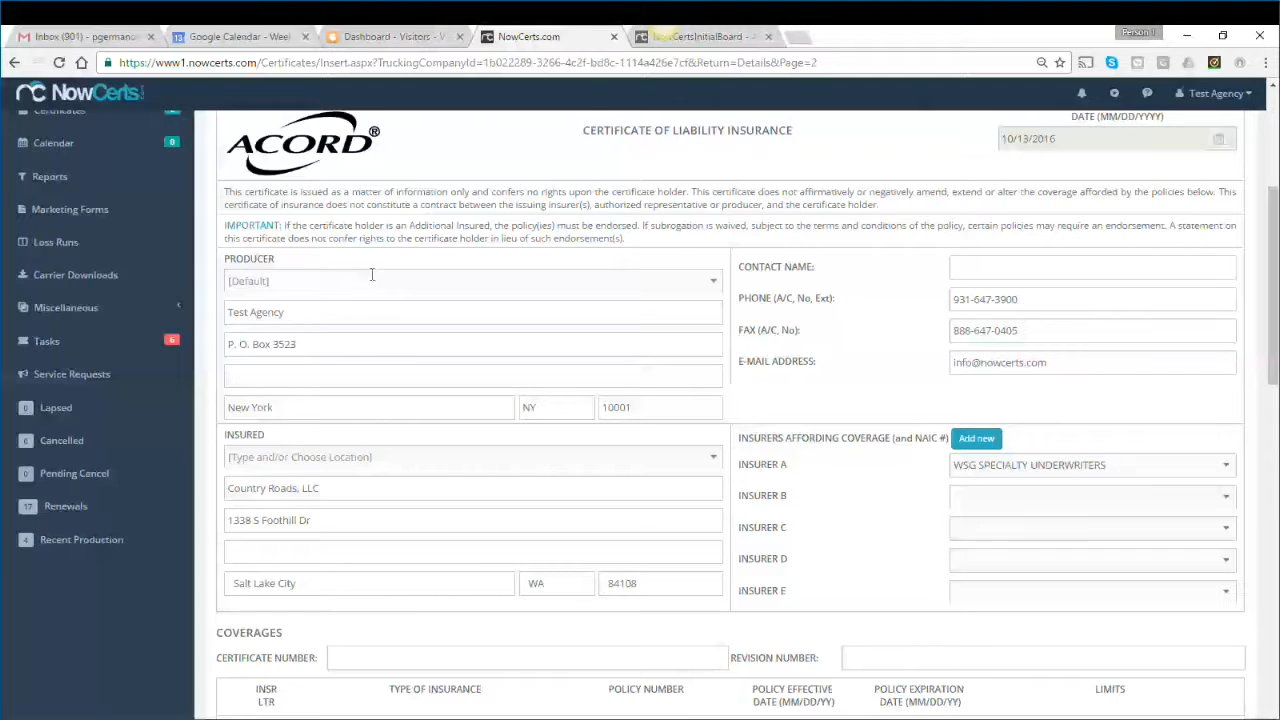 Inbox (901) - pgerman
Google Calendar - Week
Dashboard - Visitors - V
NowCerts.com
NowCertsInitialBoard - A
Person 1
https://www1.nowcerts.com/Certificates/Insert.aspx?TruckingCompanyId=1b022289-3266-4c2f-bd8c-1114a426e7cf&Return=Details&Page=2
NowCerts
Test Agency
Certificates
Calendar 0
Reports
Marketing Forms
Loss Runs
Carrier Downloads
Miscellaneous
Tasks 6
Service Requests
0 Lapsed
Cancelled
0 Pending Cancel
17 Renewals
4 Recent Production
ACORD®
CERTIFICATE OF LIABILITY INSURANCE
DATE (MM/DD/YYYY)
10/13/2016
This certificate is issued as a matter of information only and confers no rights upon the certificate holder. This certificate does not affirmatively or negatively amend, extend or alter the coverage afforded by the policies below. This
certificate of insurance does not constitute a contract between the issuing insurer(s), authorized representative or producer, and the certificate holder.
IMPORTANT: If the certificate holder is an Additional Insured, the policy(ies) must be endorsed. If subrogation is waived, subject to the terms and conditions of the policy, certain policies may require an endorsement. A statement on
this certificate does not confer rights to the certificate holder in lieu of such endorsement(s).
PRODUCER
[Default]
Test Agency
P. O. Box 3523
New York NY 10001
CONTACT NAME:
PHONE (A/C, No, Ext): 931-647-3900
FAX (A/C, No): 888-647-0405
E-MAIL ADDRESS: info@nowcerts.com
INSURED
[Type and/or Choose Location]
Country Roads, LLC
1338 S Foothill Dr
Salt Lake City WA 84108
INSURERS AFFORDING COVERAGE (and NAIC #) Add new
INSURER A WSG SPECIALTY UNDERWRITERS
INSURER B
INSURER C
INSURER D
INSURER E
COVERAGES
CERTIFICATE NUMBER: REVISION NUMBER:
INSR
LTR
TYPE OF INSURANCE
POLICY NUMBER
POLICY EFFECTIVE
DATE (MM/DD/YY)
POLICY EXPIRATION
DATE (MM/DD/YY)
LIMITS